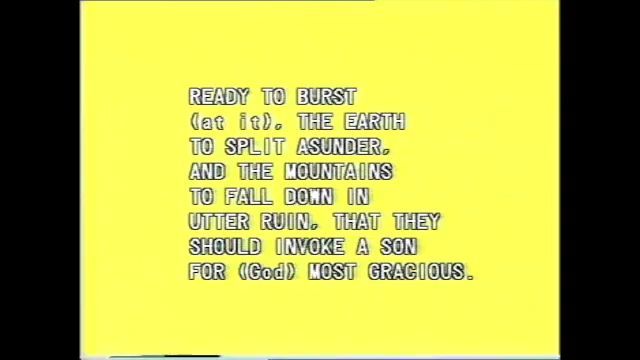 READY TO BURST
(at it), THE EARTH
TO SPLIT ASUNDER,
AND THE MOUNTAINS
TO FALL DOWN IN
UTTER RUIN, THAT THEY
SHOULD INVOKE A SON
FOR (God) MOST GRACIOUS.